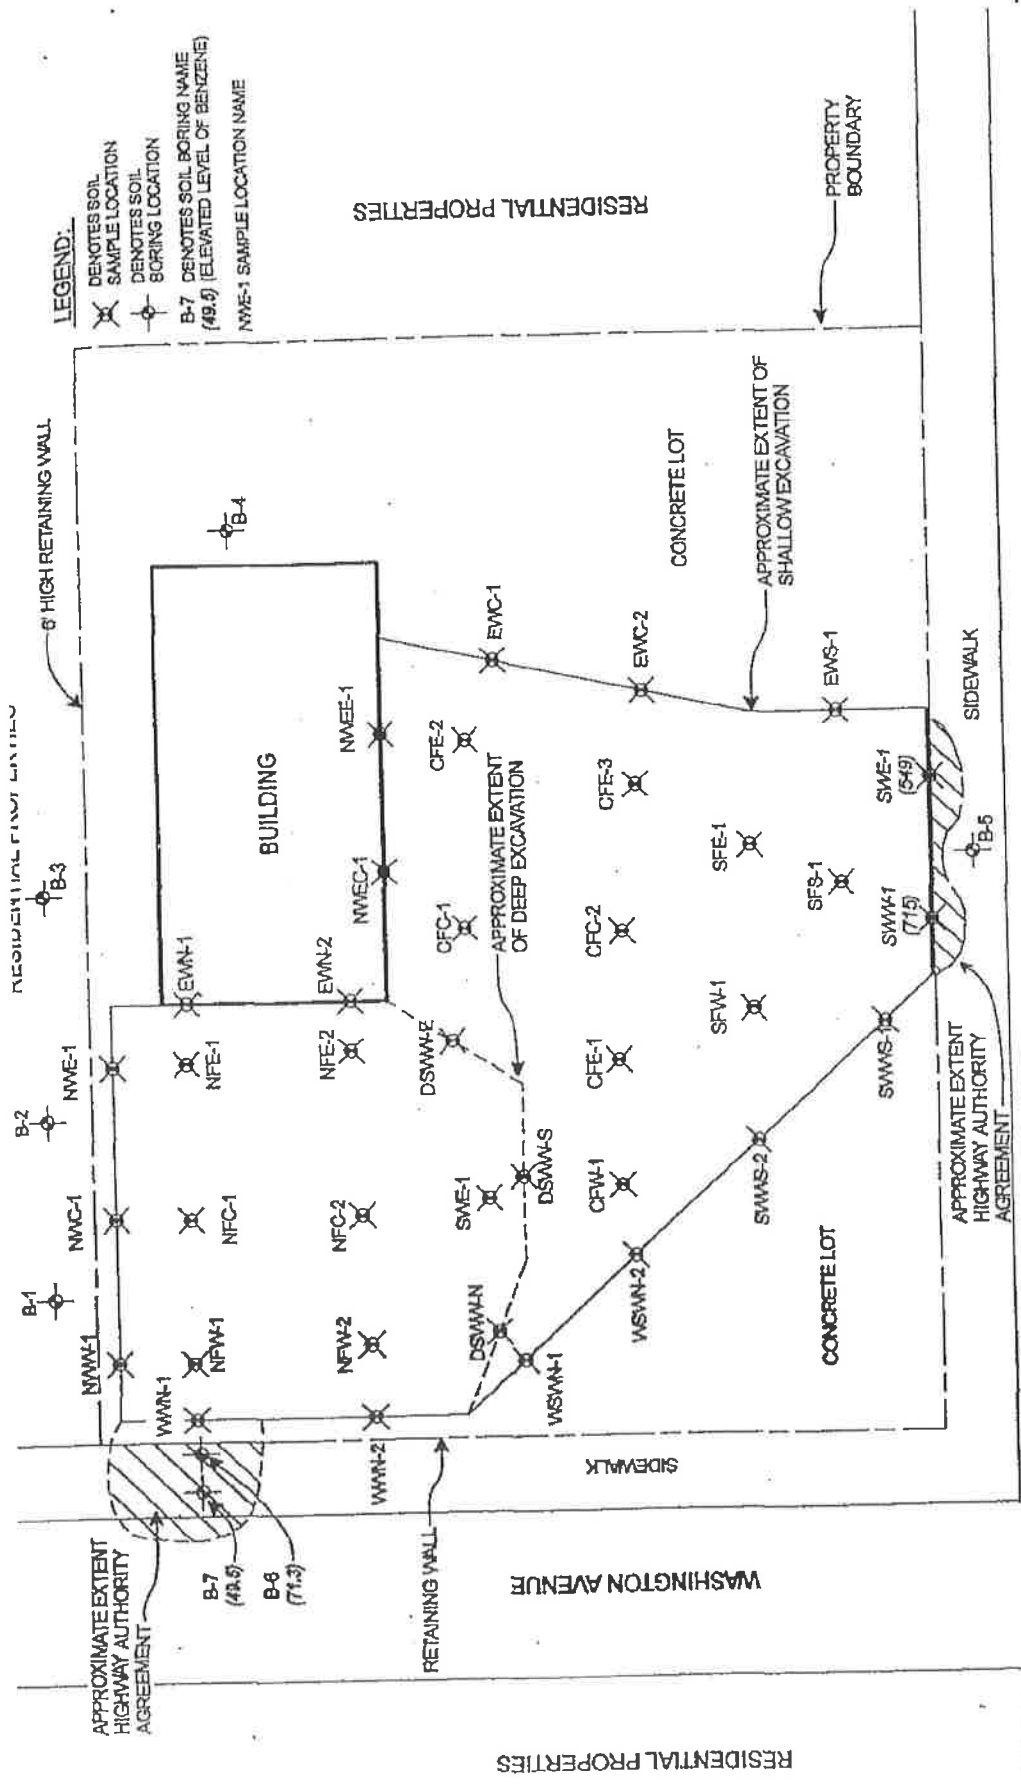 LEGEND:
DENOTES SOIL
SAMPLE LOCATION
DENOTES SOIL
BORING LOCATION
B-7 DENOTES SOIL BORING NAME
(49.5) (ELEVATED LEVEL OF BENZENE)
NWE-1 SAMPLE LOCATION NAME
6' HIGH RETAINING WALL
RESIDENTIAL PROPERTIES
PROPERTY
BOUNDARY
B-1
B-2
B-3
B-4
BUILDING
CONCRETE LOT
APPROXIMATE EXTENT OF
SHALLOW EXCAVATION
NWW-1
NWC-1
NWE-1
EWN-1
EWN-2
NWEC-1
NWEE-1
EWC-1
EWC-2
EWS-1
NFW-1
NFC-1
NFE-1
NFW-2
NFC-2
NFE-2
WWN-1
WWN-2
DSWW-N
SWE-1
DSWW-S
DSWW-E
CFC-1
CFE-2
APPROXIMATE EXTENT
OF DEEP EXCAVATION
WSWN-1
WSWN-2
CFW-1
CFE-1
CFC-2
CFE-3
SWWS-2
SFW-1
SFE-1
SFS-1
SWWS-1
SWW-1
(715)
SWE-1
(549)
SIDEWALK
B-5
CONCRETE LOT
APPROXIMATE EXTENT
HIGHWAY AUTHORITY
AGREEMENT
APPROXIMATE EXTENT
HIGHWAY AUTHORITY
AGREEMENT
B-7
(49.5)
B-6
(71.3)
RETAINING WALL
SIDEWALK
WASHINGTON AVENUE
RESIDENTIAL PROPERTIES